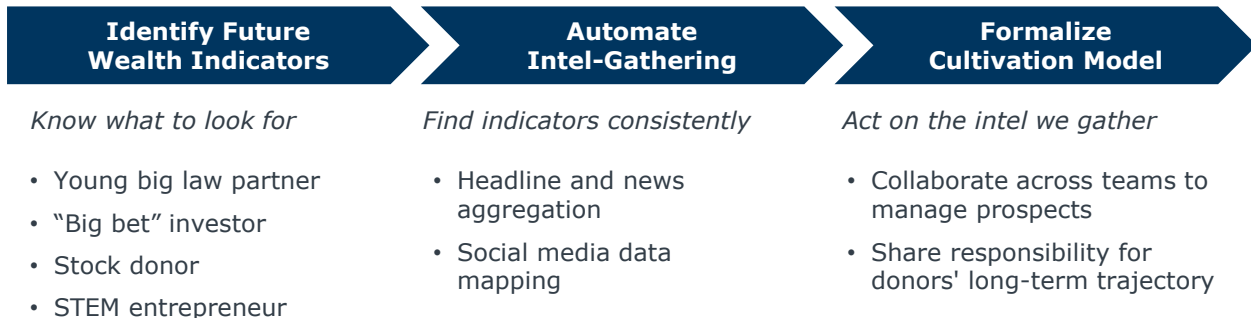 Identify Future
Wealth Indicators
Know what to look for
• Young big law partner
• “Big bet” investor
• Stock donor
• STEM entrepreneur
Automate
Intel-Gathering
Find indicators consistently
• Headline and news
aggregation
• Social media data
mapping
Formalize
Cultivation Model
Act on the intel we gather
• Collaborate across teams to
manage prospects
• Share responsibility for
donors' long-term trajectory